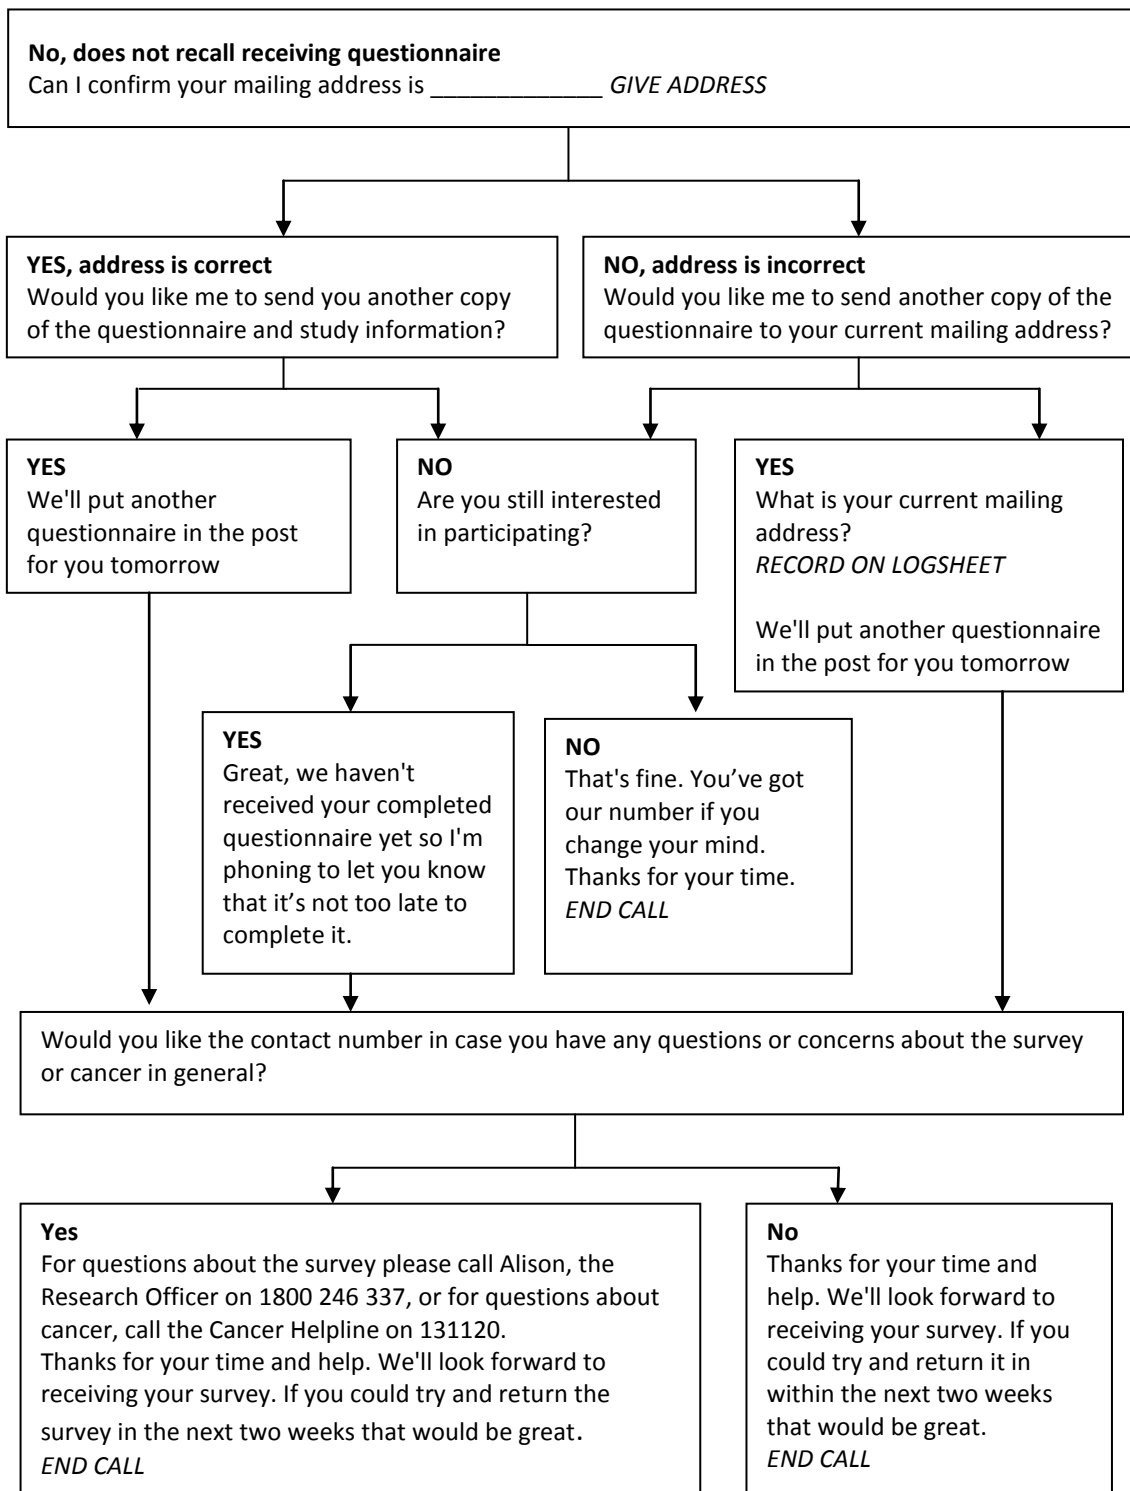 No, does not recall receiving questionnaire
Can I confirm your mailing address is _____________ GIVE ADDRESS
YES, address is correct
Would you like me to send you another copy
of the questionnaire and study information?
NO, address is incorrect
Would you like me to send another copy of the
questionnaire to your current mailing address?
YES
We'll put another
questionnaire in the post
for you tomorrow
NO
Are you still interested
in participating?
YES
What is your current mailing
address?
RECORD ON LOGSHEET
We'll put another questionnaire
in the post for you tomorrow
YES
Great, we haven't
received your completed
questionnaire yet so I'm
phoning to let you know
that it’s not too late to
complete it.
NO
That's fine. You’ve got
our number if you
change your mind.
Thanks for your time.
END CALL
Would you like the contact number in case you have any questions or concerns about the survey
or cancer in general?
Yes
For questions about the survey please call Alison, the
Research Officer on 1800 246 337, or for questions about
cancer, call the Cancer Helpline on 131120.
Thanks for your time and help. We'll look forward to
receiving your survey. If you could try and return the
survey in the next two weeks that would be great.
END CALL
No
Thanks for your time and
help. We'll look forward to
receiving your survey. If you
could try and return it in
within the next two weeks
that would be great.
END CALL